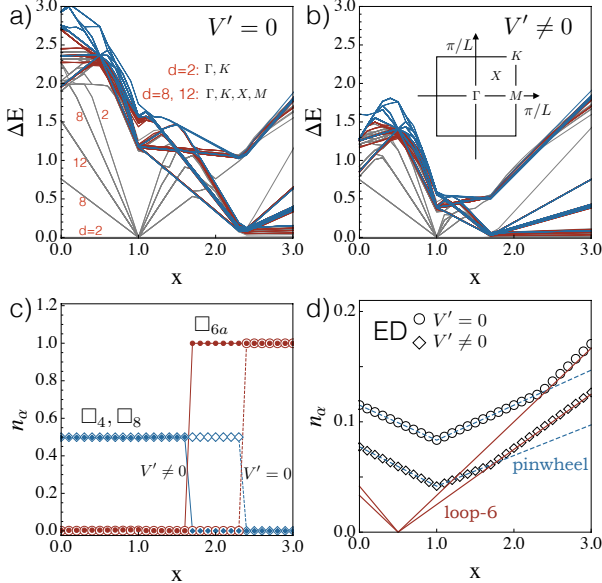 a)
V′ = 0
3.0
2.5
2.0
1.5
1.0
0.5
0.0
ΔE
d=2: Γ, K
d=8, 12: Γ, K, X, M
8
2
12
8
d=2
0.0
1.0
2.0
3.0
x
b)
V′ ≠ 0
3.0
2.5
2.0
1.5
1.0
0.5
0.0
ΔE
π/L
K
X
Γ
M
π/L
0.0
1.0
2.0
3.0
x
c)
1.0
0.8
0.6
0.4
0.2
0.0
n_α
□_{6a}
□_4, □_8
V′ ≠ 0
V′ = 0
0.0
1.0
2.0
3.0
x
d)
ED
V′ = 0
V′ ≠ 0
0.2
0.1
0.0
n_α
pinwheel
loop-6
0.0
1.0
2.0
3.0
x